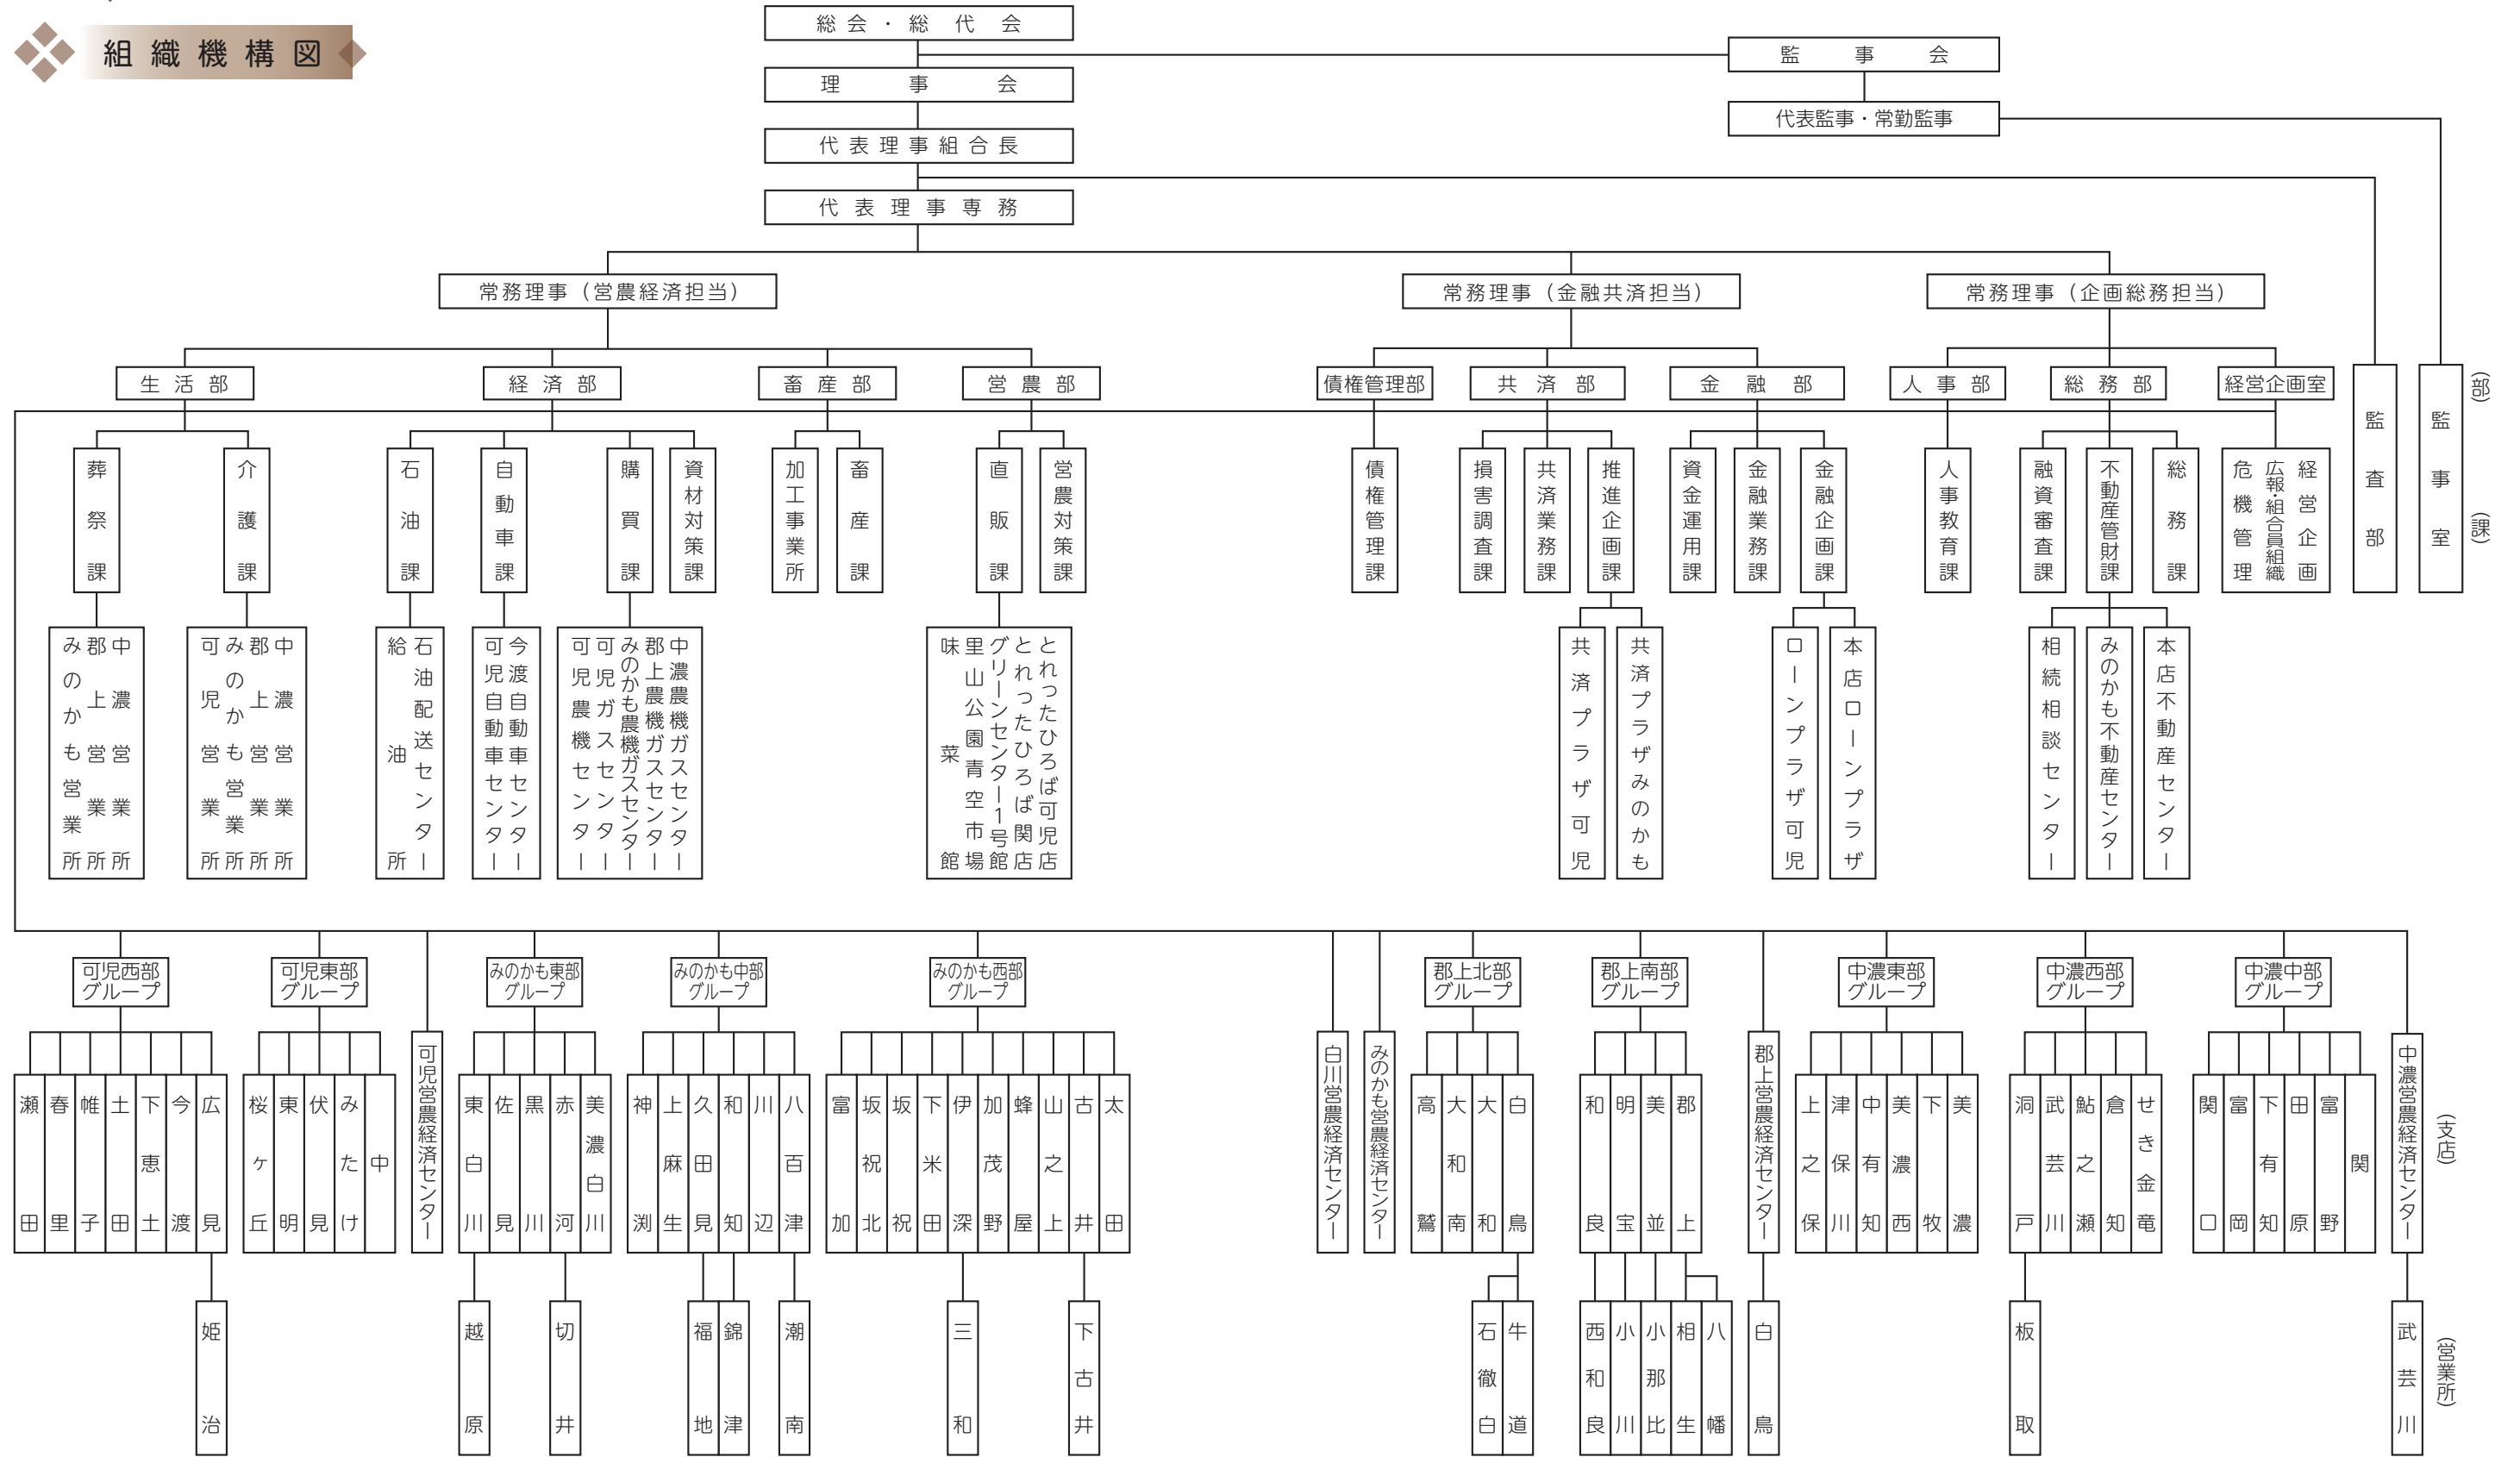 組織機構図
総会・総代会
監事会
理事会
代表監事・常勤監事
代表理事組合長
代表理事専務
常務理事（営農経済担当）
常務理事（金融共済担当）
常務理事（企画総務担当）
生活部
経済部
畜産部
営農部
債権管理部
共済部
金融部
人事部
総務部
経営企画室
監査部
監事室
（部）
（課）
葬祭課
介護課
石油課
自動車課
購買課
資材対策課
加工事業所
畜産課
直販課
営農対策課
債権管理課
損害調査課
共済業務課
推進企画課
資金運用課
金融業務課
金融企画課
人事教育課
融資審査課
不動産管財課
総務課
経営企画
広報・組合員組織
危機管理
中濃営業所
郡上営業所
みのかも営業所
中濃営業所
郡上営業所
みのかも営業所
可児営業所
石油配送センター
給油所
今渡自動車センター
可児自動車センター
中濃農機ガスセンター
郡上農機ガスセンター
みのかも農機ガスセンター
可児ガスセンター
可児農機センター
とれったひろば可児店
とれったひろば関店
グリーンセンター1号館
里山公園青空市場
味菜館
共済プラザ可児
共済プラザみのかも
ローンプラザ可児
本店ローンプラザ
相続相談センター
みのかも不動産センター
本店不動産センター
可児西部
グループ
可児東部
グループ
みのかも東部
グループ
みのかも中部
グループ
みのかも西部
グループ
郡上北部
グループ
郡上南部
グループ
中濃東部
グループ
中濃西部
グループ
中濃中部
グループ
瀬田
春里
帷子
土田
下恵土
今渡
広見
桜ヶ丘
東明
伏見
みたけ
中
可児営農経済センター
東白川
佐見
黒川
赤河
美濃白川
神渕
上麻生
久田見
和知
川辺
八百津
富加
坂祝北
坂祝
下米田
伊深
加茂野
蜂屋
山之上
古井
太田
白川営農経済センター
みのかも営農経済センター
高鷲
大和南
大和
白鳥
和良
明宝
美並
郡上
郡上営農経済センター
上之保
津保川
中有知
美濃西
下牧
美濃
洞戸
武芸川
鮎之瀬
倉知
せき金竜
関口
富岡
下有知
田原
富野
関
中濃営農経済センター
（支店）
姫治
越原
切井
福地
錦津
潮南
三和
下古井
石徹白
牛道
西和良
小川
小那比
相生
八幡
白鳥
板取
武芸川
（営業所）